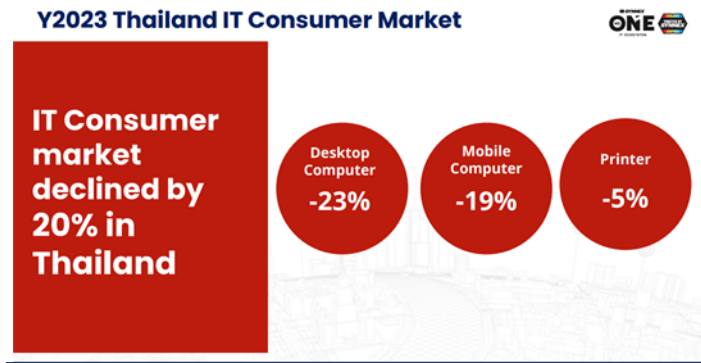 Y2023 Thailand IT Consumer Market
ONE
IT Consumer
market
declined by
20% in
Thailand
Desktop
Computer
-23%
Mobile
Computer
-19%
Printer
-5%